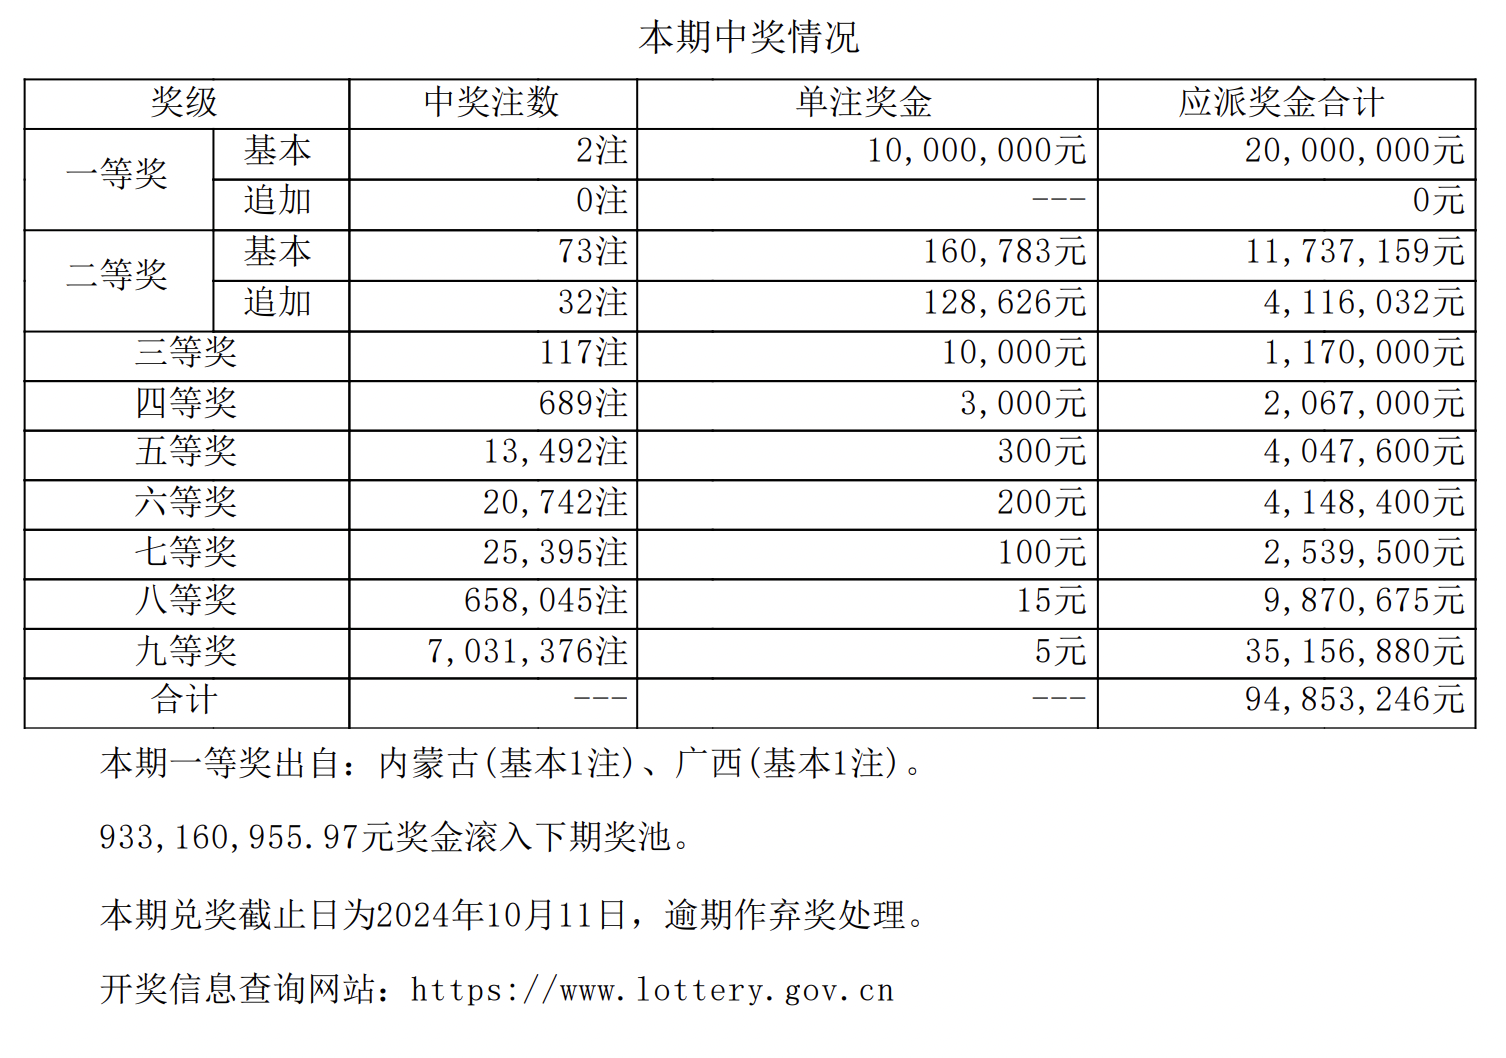 本期中奖情况
奖级 中奖注数 单注奖金 应派奖金合计
一等奖 基本 2注 10,000,000元 20,000,000元
追加 0注 --- 0元
二等奖 基本 73注 160,783元 11,737,159元
追加 32注 128,626元 4,116,032元
三等奖 117注 10,000元 1,170,000元
四等奖 689注 3,000元 2,067,000元
五等奖 13,492注 300元 4,047,600元
六等奖 20,742注 200元 4,148,400元
七等奖 25,395注 100元 2,539,500元
八等奖 658,045注 15元 9,870,675元
九等奖 7,031,376注 5元 35,156,880元
合计 --- --- 94,853,246元
本期一等奖出自：内蒙古(基本1注)、广西(基本1注)。
933,160,955.97元奖金滚入下期奖池。
本期兑奖截止日为2024年10月11日，逾期作弃奖处理。
开奖信息查询网站：https://www.lottery.gov.cn